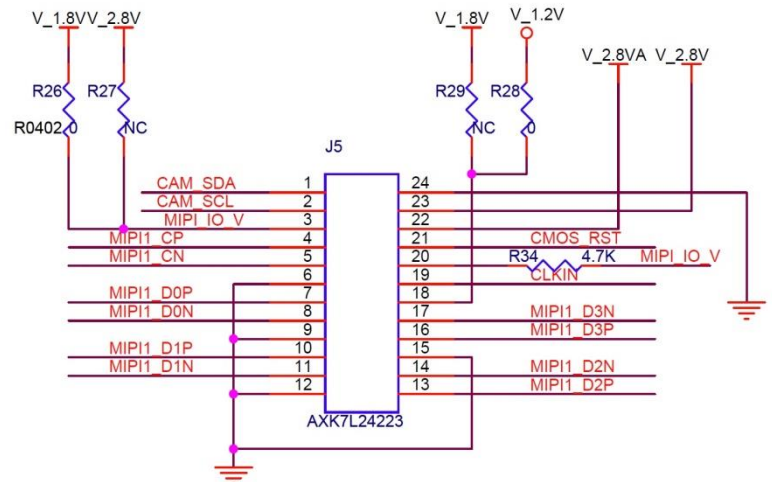 V_1.8V V_2.8V
V_1.8V
V_1.2V
V_2.8VA
V_2.8V
R26
R27
R0402 0
NC
R29
R28
NC
0
J5
CAM_SDA 1
CAM_SCL 2
MIPI_IO_V 3
MIPI1_CP 4
MIPI1_CN 5
6
MIPI1_D0P 7
MIPI1_D0N 8
9
MIPI1_D1P 10
MIPI1_D1N 11
12
24
23
22
21 CMOS_RST
20 R34 4.7K MIPI_IO_V
19 CLKIN
18
17 MIPI1_D3N
16 MIPI1_D3P
15
14 MIPI1_D2N
13 MIPI1_D2P
AXK7L24223